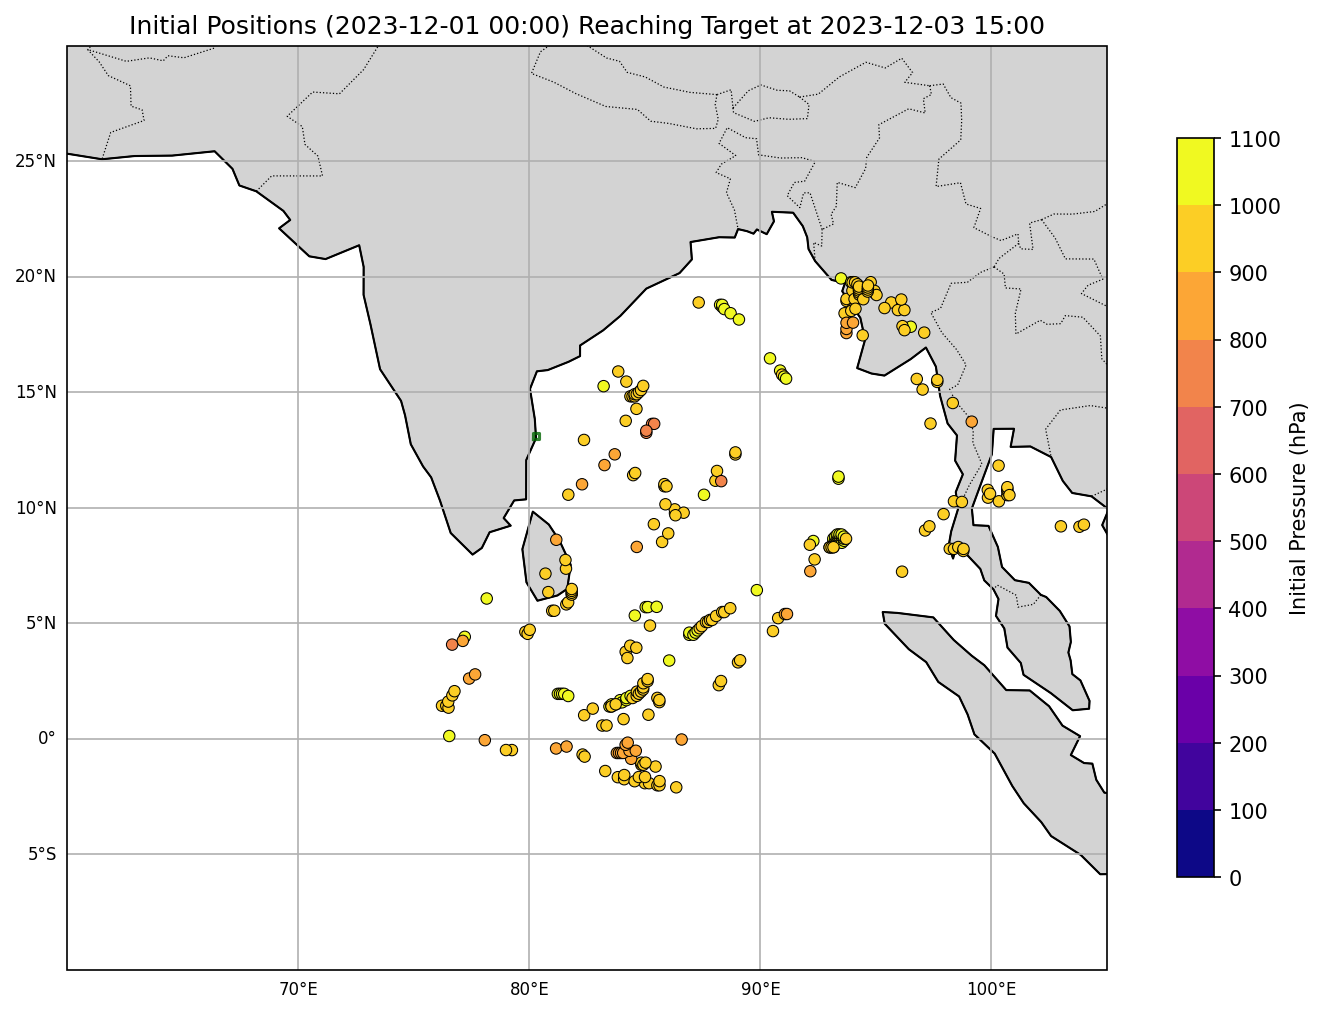 Initial Positions (2023-12-01 00:00) Reaching Target at 2023-12-03 15:00
25°N
20°N
15°N
10°N
5°N
0°
5°S
70°E
80°E
90°E
100°E
1100
1000
900
800
700
600
500
400
300
200
100
0
Initial Pressure (hPa)